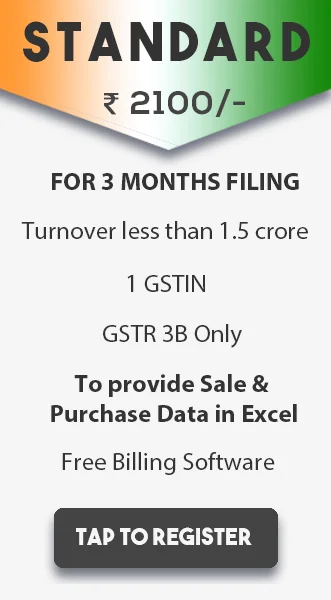 STANDARD
₹ 2100/-
FOR 3 MONTHS FILING
Turnover less than 1.5 crore
1 GSTIN
GSTR 3B Only
To provide Sale &
Purchase Data in Excel
Free Billing Software
TAP TO REGISTER